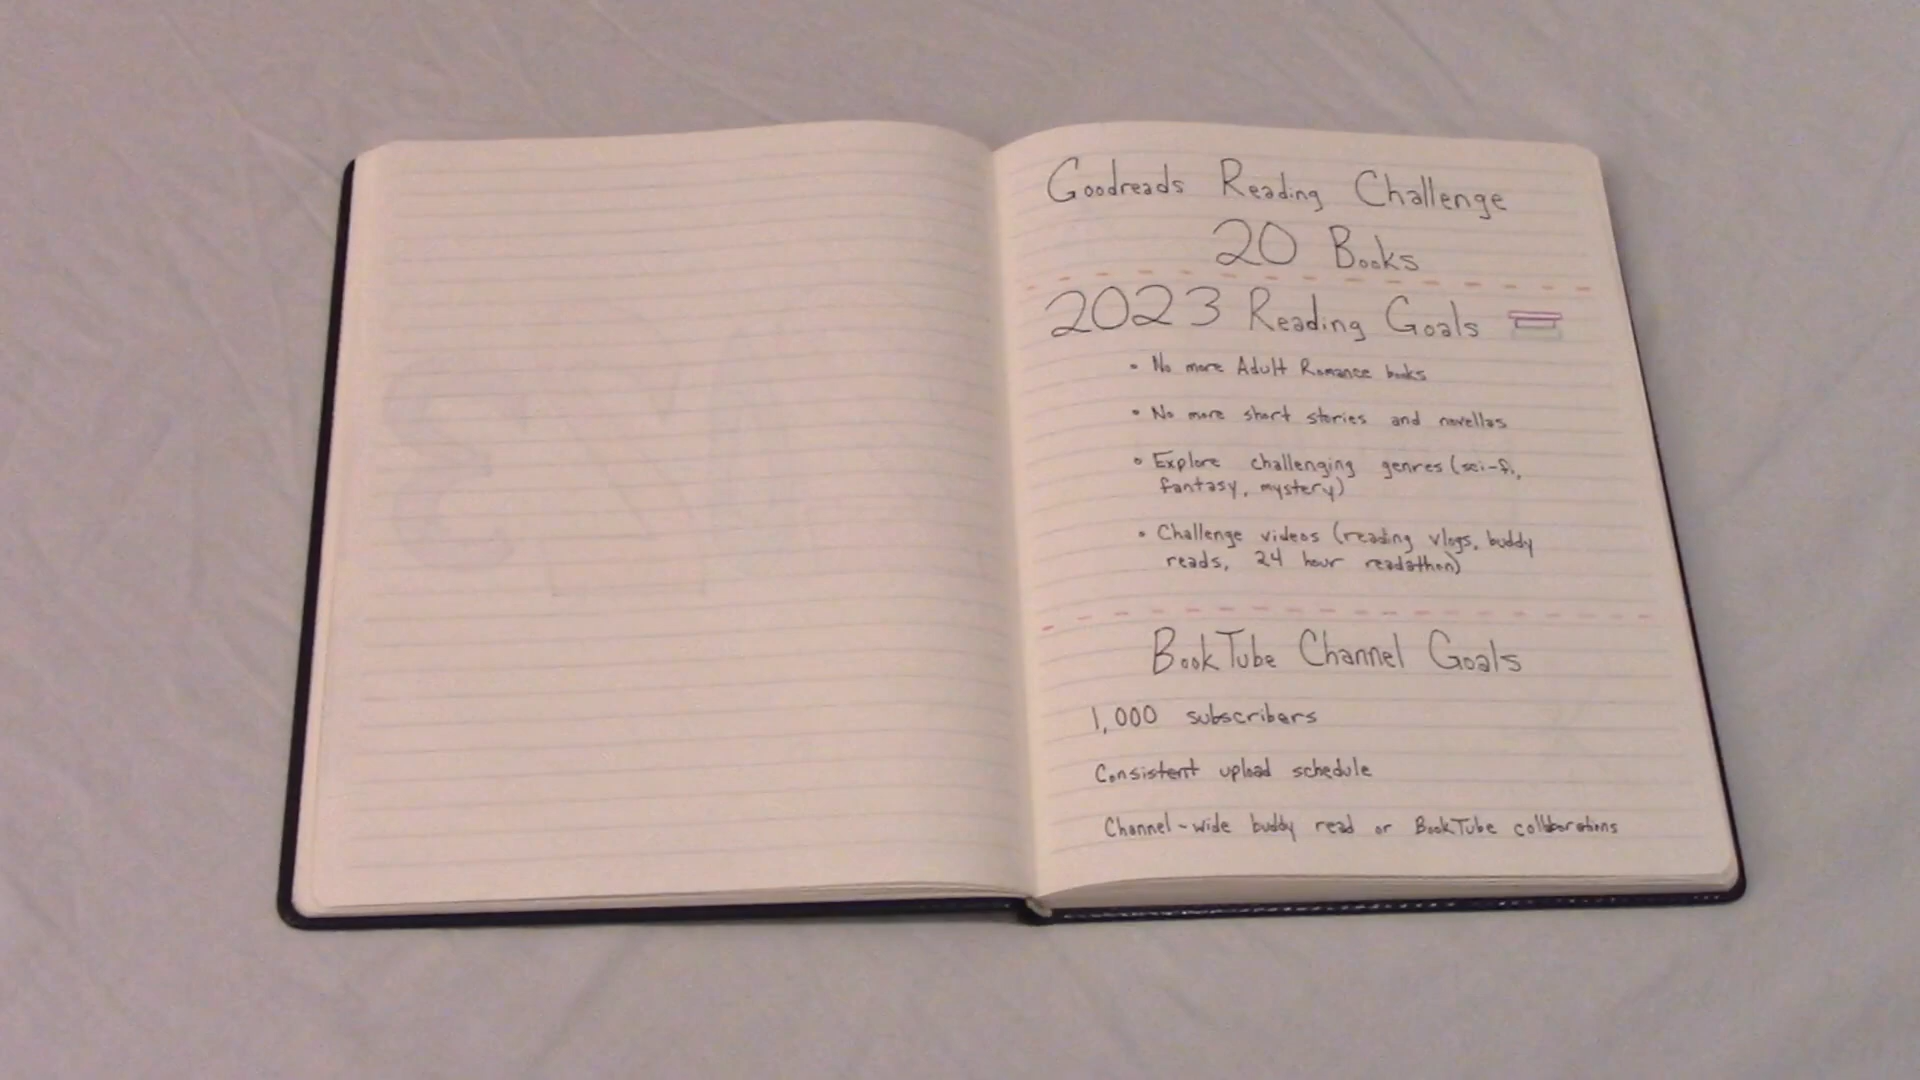 Goodreads Reading Challenge
20 Books
2023 Reading Goals
• No more Adult Romance books
• No more short stories and novellas
• Explore challenging genres (sci-fi,
fantasy, mystery)
• Challenge videos (reading vlogs, buddy
reads, 24 hour readathon)
BookTube Channel Goals
1,000 subscribers
Consistent upload schedule
Channel-wide buddy read or BookTube collaborations